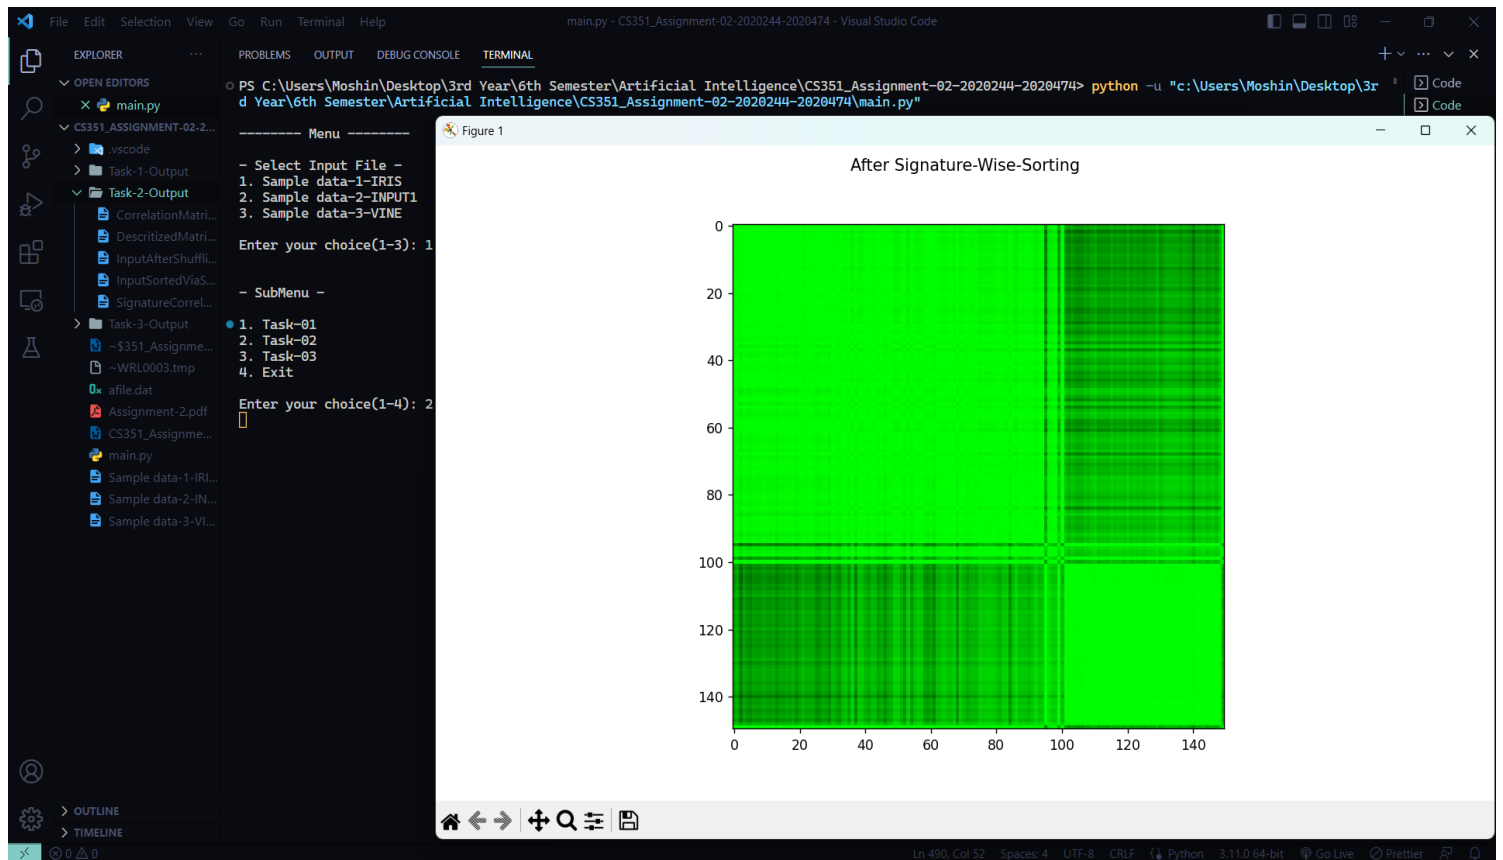 File Edit Selection View Go Run Terminal Help main.py - CS351_Assignment-02-2020244-2020474 - Visual Studio Code
EXPLORER ...
PROBLEMS OUTPUT DEBUG CONSOLE TERMINAL
OPEN EDITORS
main.py
CS351_ASSIGNMENT-02-2...
.vscode
Task-1-Output
Task-2-Output
CorrelationMatri...
DescritizedMatri...
InputAfterShuffli...
InputSortedViaS...
SignatureCorrel...
Task-3-Output
~$351_Assignme...
~WRL0003.tmp
afile.dat
Assignment-2.pdf
CS351_Assignme...
main.py
Sample data-1-IRI...
Sample data-2-IN...
Sample data-3-VI...
OUTLINE
TIMELINE
PS C:\Users\Moshin\Desktop\3rd Year\6th Semester\Artificial Intelligence\CS351_Assignment-02-2020244-2020474> python -u "c:\Users\Moshin\Desktop\3r
d Year\6th Semester\Artificial Intelligence\CS351_Assignment-02-2020244-2020474\main.py"
Code
Code
-------- Menu --------
- Select Input File -
1. Sample data-1-IRIS
2. Sample data-2-INPUT1
3. Sample data-3-VINE
Enter your choice(1-3): 1
- SubMenu -
1. Task-01
2. Task-02
3. Task-03
4. Exit
Enter your choice(1-4): 2
Figure 1
After Signature-Wise-Sorting
0
20
40
60
80
100
120
140
0 20 40 60 80 100 120 140
0 0 Ln 490, Col 52 Spaces: 4 UTF-8 CRLF Python 3.11.0 64-bit Go Live Prettier